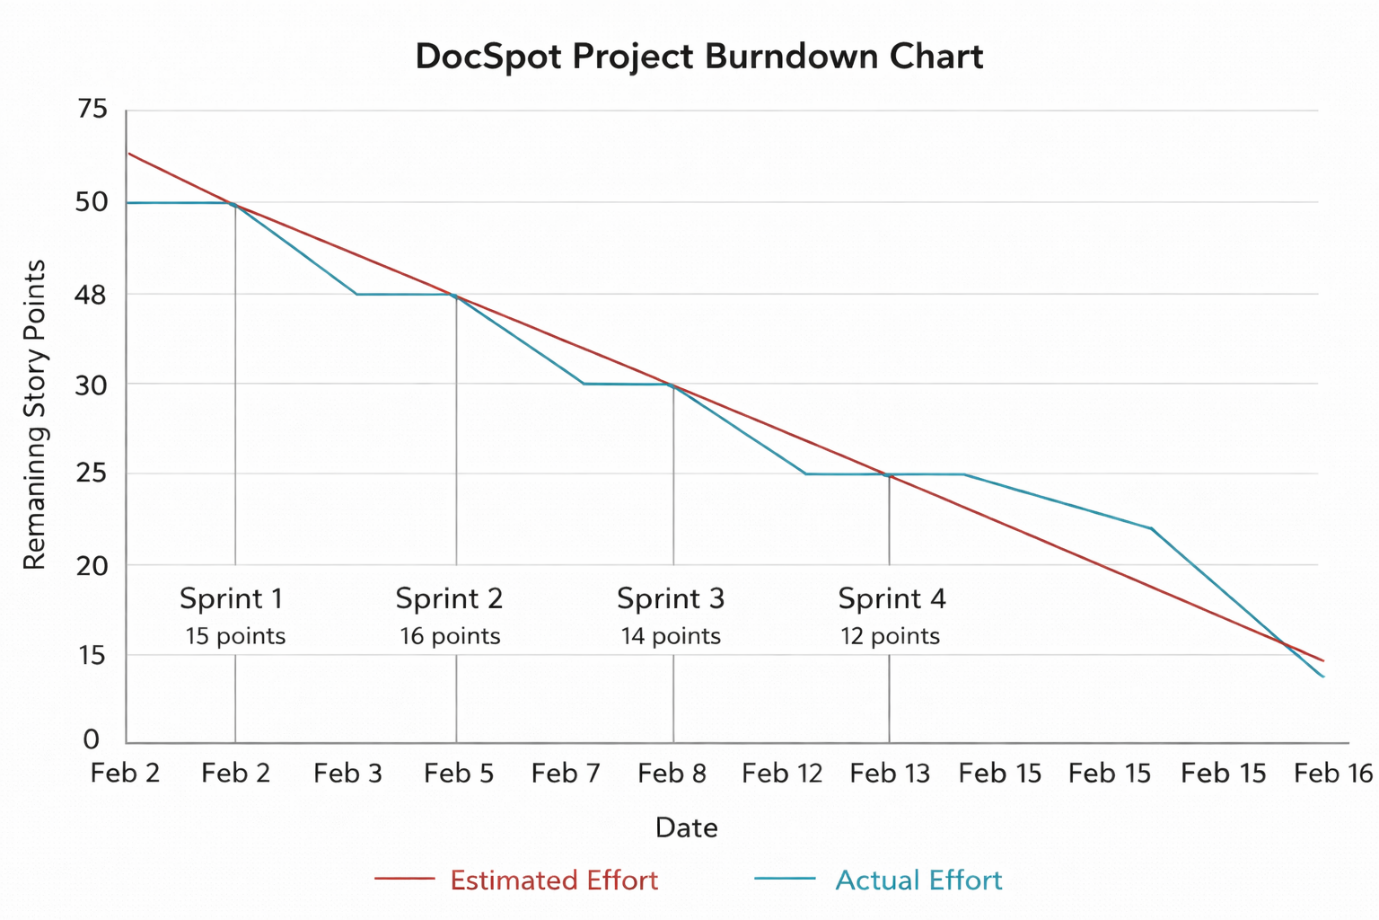 DocSpot Project Burndown Chart
75
50
48
30
25
20
15
0
Remaninng Story Points
Sprint 1
15 points
Sprint 2
16 points
Sprint 3
14 points
Sprint 4
12 points
Feb 2 Feb 2 Feb 3 Feb 5 Feb 7 Feb 8 Feb 12 Feb 13 Feb 15 Feb 15 Feb 15 Feb 16
Date
Estimated Effort Actual Effort